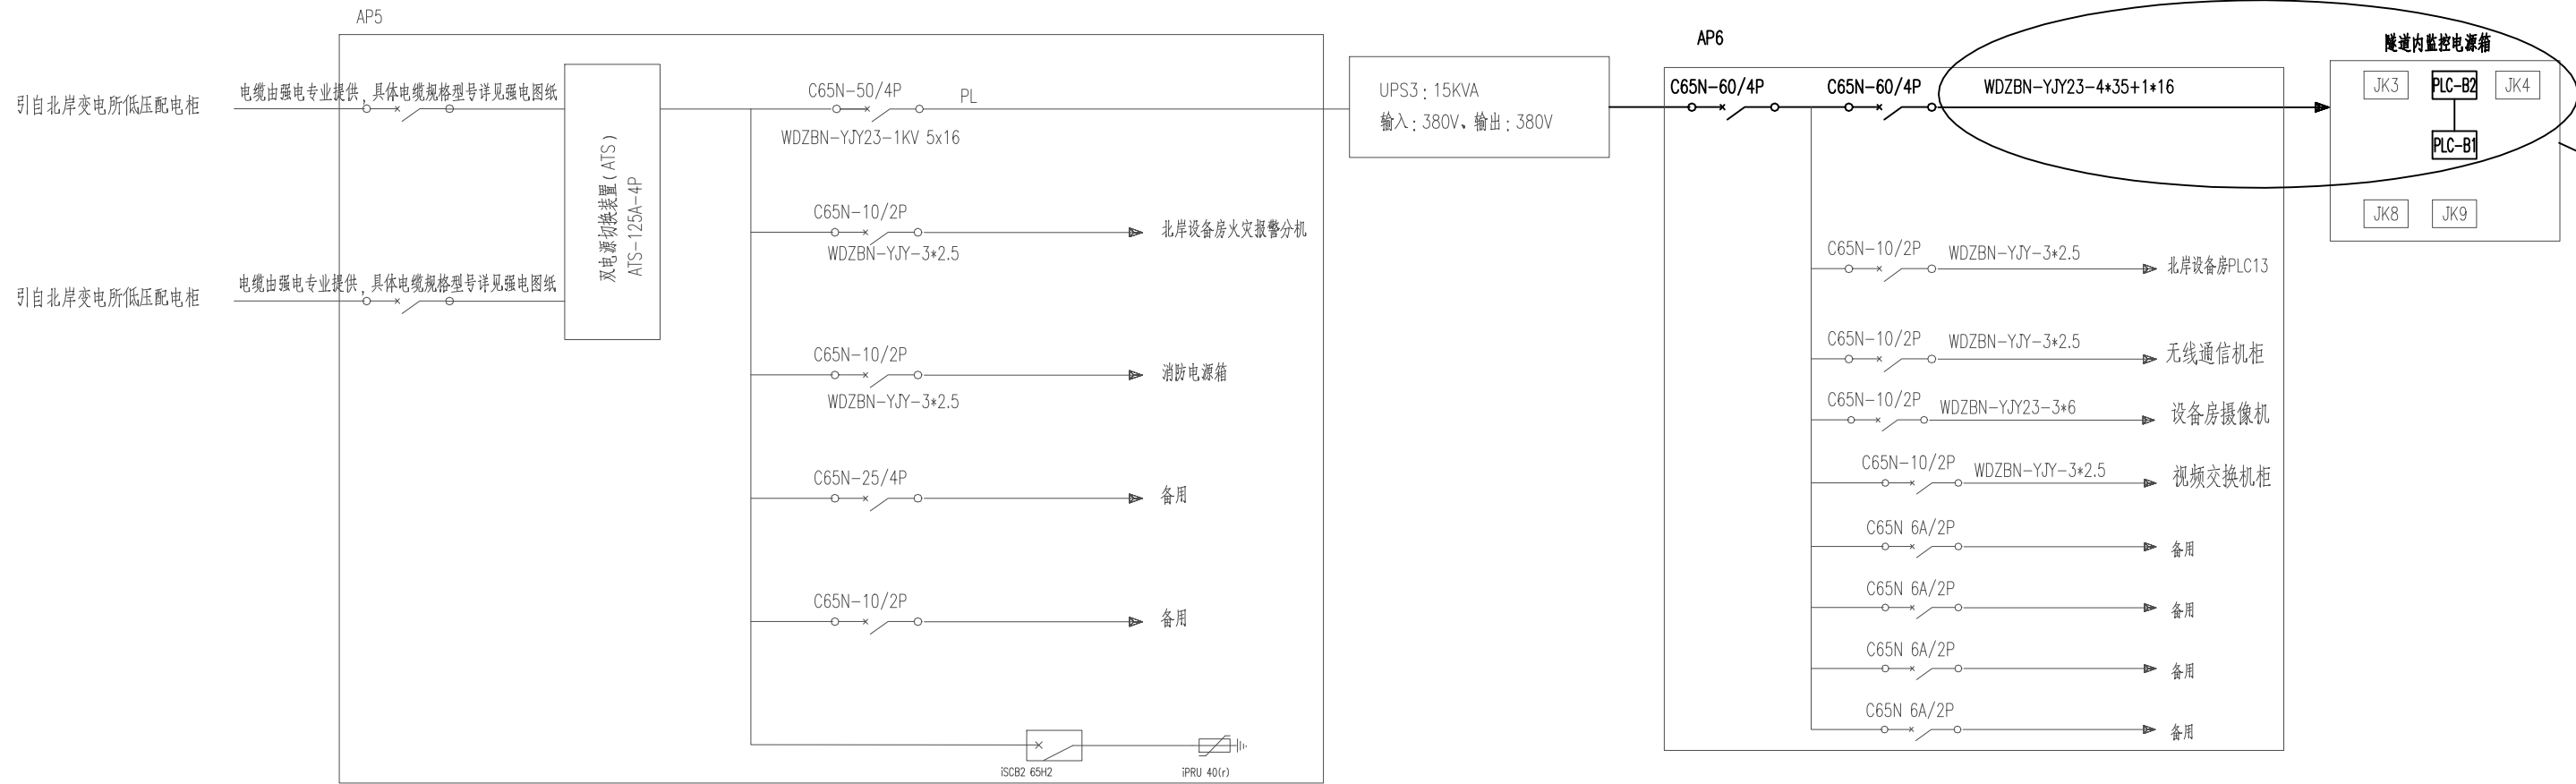 AP5
引自北岸变电所低压配电柜
电缆由强电专业提供，具体电缆规格型号详见强电图纸
引自北岸变电所低压配电柜
电缆由强电专业提供，具体电缆规格型号详见强电图纸
双电源切换装置(ATS)
ATS-125A-4P
C65N-50/4P
PL
WDZBN-YJY23-1KV 5x16
C65N-10/2P
WDZBN-YJY-3*2.5
北岸设备房火灾报警分机
C65N-10/2P
WDZBN-YJY-3*2.5
消防电源箱
C65N-25/4P
备用
C65N-10/2P
备用
iSCB2 65H2
iPRU 40(r)
UPS3：15KVA
输入：380V、输出：380V
AP6
C65N-60/4P
C65N-60/4P
WDZBN-YJY23-4*35+1*16
隧道内监控电源箱
JK3
PLC-B2
JK4
PLC-B1
JK8
JK9
C65N-10/2P
WDZBN-YJY-3*2.5
北岸设备房PLC13
C65N-10/2P
WDZBN-YJY-3*2.5
无线通信机柜
C65N-10/2P
WDZBN-YJY23-3*6
设备房摄像机
C65N-10/2P
WDZBN-YJY-3*2.5
视频交换机柜
C65N 6A/2P
备用
C65N 6A/2P
备用
C65N 6A/2P
备用
C65N 6A/2P
备用